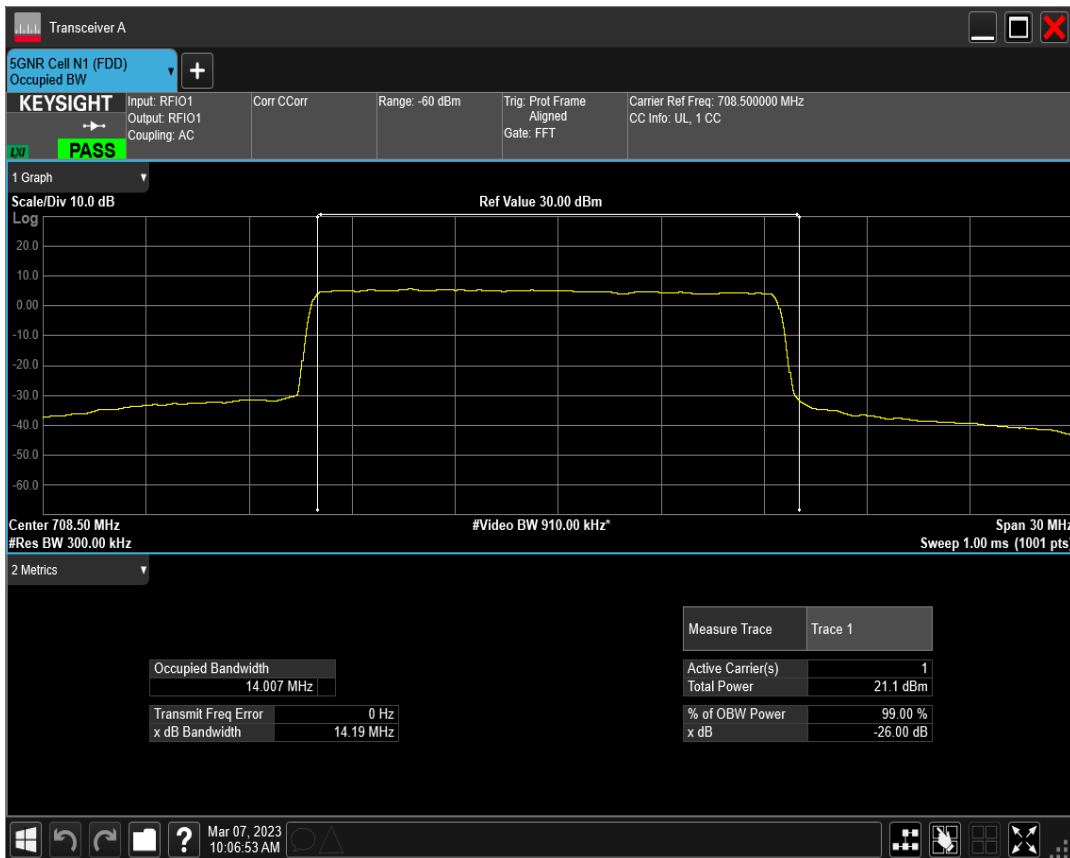 Transceiver A
5GNR Cell N1 (FDD)
Occupied BW
+
KEYSIGHT
LXI
PASS
Input: RFIO1
Output: RFIO1
Coupling: AC
Corr CCorr
Range: -60 dBm
Trig: Prot Frame
Aligned
Gate: FFT
Carrier Ref Freq: 708.500000 MHz
CC Info: UL, 1 CC
1 Graph
Scale/Div 10.0 dB
Ref Value 30.00 dBm
Log
20.0
10.0
0.00
-10.0
-20.0
-30.0
-40.0
-50.0
-60.0
Center 708.50 MHz
#Video BW 910.00 kHz*
Span 30 MHz
#Res BW 300.00 kHz
Sweep 1.00 ms (1001 pts)
2 Metrics
Measure Trace Trace 1
Occupied Bandwidth
14.007 MHz
Active Carrier(s) 1
Total Power 21.1 dBm
Transmit Freq Error 0 Hz
x dB Bandwidth 14.19 MHz
% of OBW Power 99.00 %
x dB -26.00 dB
?
Mar 07, 2023
10:06:53 AM